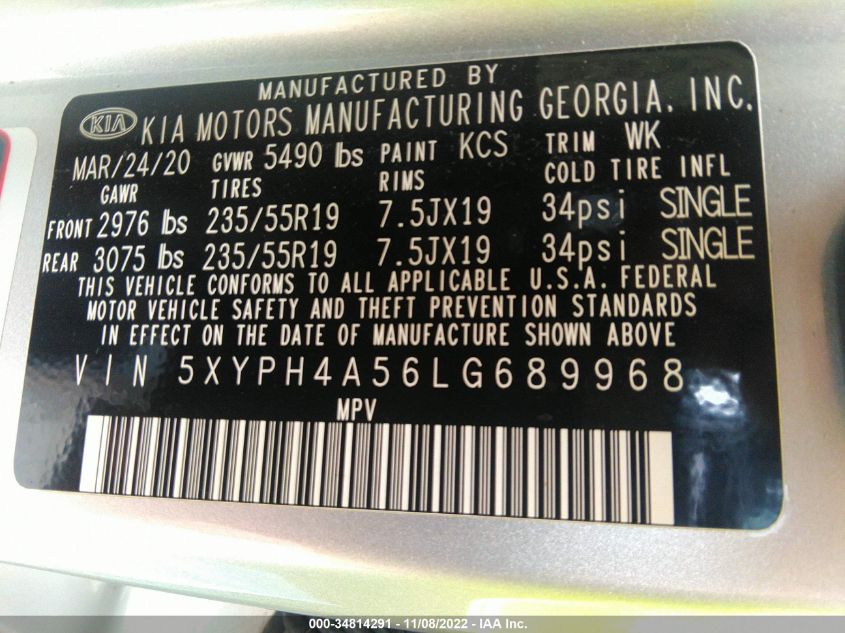 MANUFACTURED BY
KIA KIA MOTORS MANUFACTURING GEORGIA, INC.
MAR/24/20 GVWR 5490 lbs PAINT KCS TRIM WK
GAWR TIRES RIMS COLD TIRE INFL
FRONT 2976 lbs 235/55R19 7.5JX19 34psi SINGLE
REAR 3075 lbs 235/55R19 7.5JX19 34psi SINGLE
THIS VEHICLE CONFORMS TO ALL APPLICABLE U.S.A. FEDERAL
MOTOR VEHICLE SAFETY AND THEFT PREVENTION STANDARDS
IN EFFECT ON THE DATE OF MANUFACTURE SHOWN ABOVE
VIN 5XYPH4A56LG689968
MPV
000-34814291 - 11/08/2022 - IAA Inc.